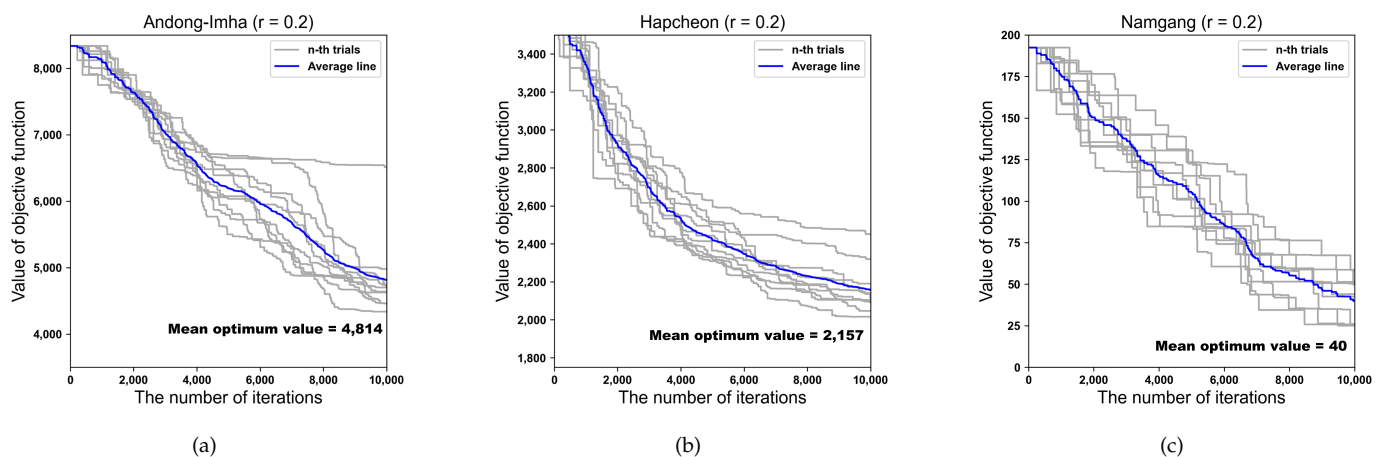 Andong-Imha (r = 0.2)
Value of objective function
8,000
7,000
6,000
5,000
4,000
n-th trials
Average line
Mean optimum value = 4,814
0
2,000
4,000
6,000
8,000
10,000
The number of iterations
(a)
Hapcheon (r = 0.2)
Value of objective function
3,400
3,200
3,000
2,800
2,600
2,400
2,200
2,000
1,800
n-th trials
Average line
Mean optimum value = 2,157
0
2,000
4,000
6,000
8,000
10,000
The number of iterations
(b)
Namgang (r = 0.2)
Value of objective function
200
175
150
125
100
75
50
25
0
n-th trials
Average line
Mean optimum value = 40
0
2,000
4,000
6,000
8,000
10,000
The number of iterations
(c)